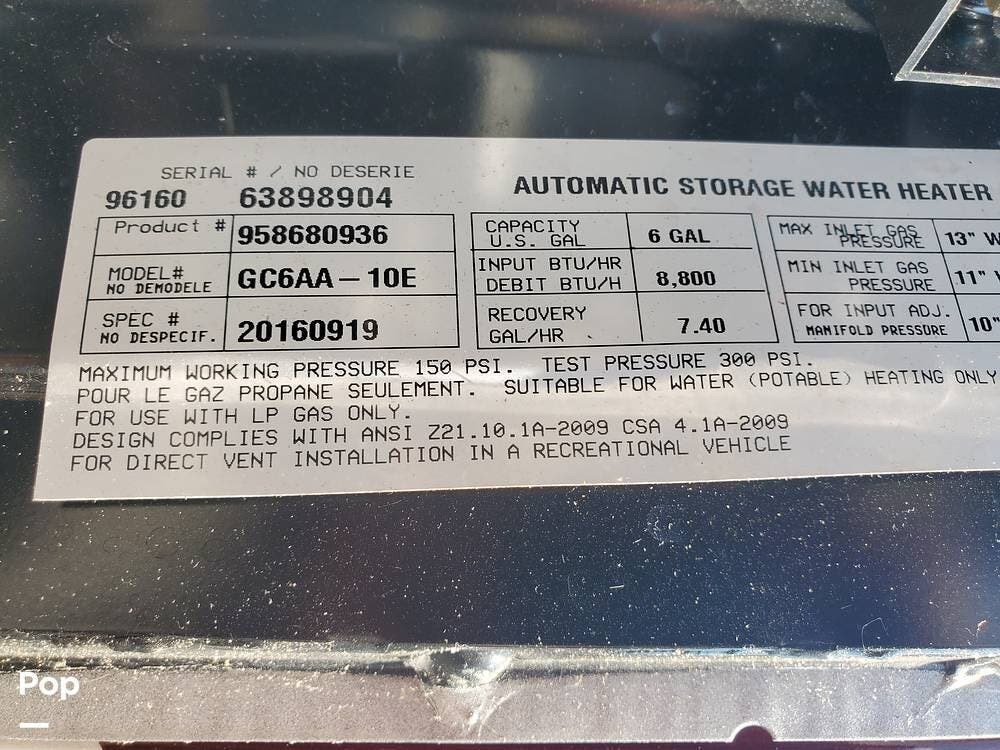 SERIAL # / NO DESERIE
96160 63898904
AUTOMATIC STORAGE WATER HEATER
Product # 958680936
MODEL# NO DEMODELE GC6AA-10E
SPEC # NO DESPECIF. 20160919
CAPACITY U.S. GAL 6 GAL
INPUT BTU/HR DEBIT BTU/H 8,800
RECOVERY GAL/HR 7.40
MAX INLET GAS PRESSURE 13" W
MIN INLET GAS PRESSURE 11"
FOR INPUT ADJ. MANIFOLD PRESSURE 10"
MAXIMUM WORKING PRESSURE 150 PSI. TEST PRESSURE 300 PSI.
POUR LE GAZ PROPANE SEULEMENT. SUITABLE FOR WATER (POTABLE) HEATING ONLY
FOR USE WITH LP GAS ONLY.
DESIGN COMPLIES WITH ANSI Z21.10.1A-2009 CSA 4.1A-2009
FOR DIRECT VENT INSTALLATION IN A RECREATIONAL VEHICLE
Pop